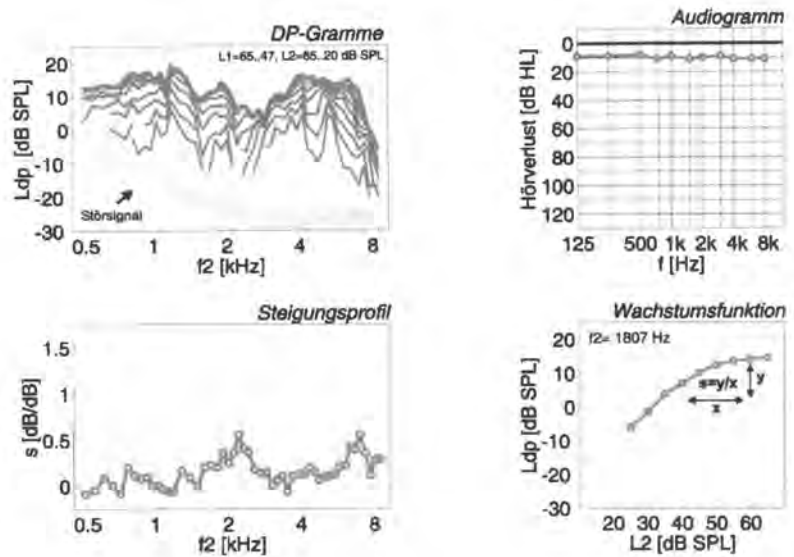 DP-Gramme
L1=65..47, L2=65..20 dB SPL
Ldp [dB SPL]
20
10
0
-10
-20
-30
Störsignal
0.5 1 2 4 8
f2 [kHz]
Audiogramm
Hörverlust [dB HL]
0
20
40
60
80
100
120
125 500 1k 2k 4k 8k
f [Hz]
Steigungsprofil
s [dB/dB]
1.5
1
0.5
0
0.5 1 2 4 8
f2 [kHz]
Wachstumsfunktion
f2= 1807 Hz
Ldp [dB SPL]
20
10
0
-10
-20
-30
s=y/x
y
x
20 30 40 50 60
L2 [dB SPL]